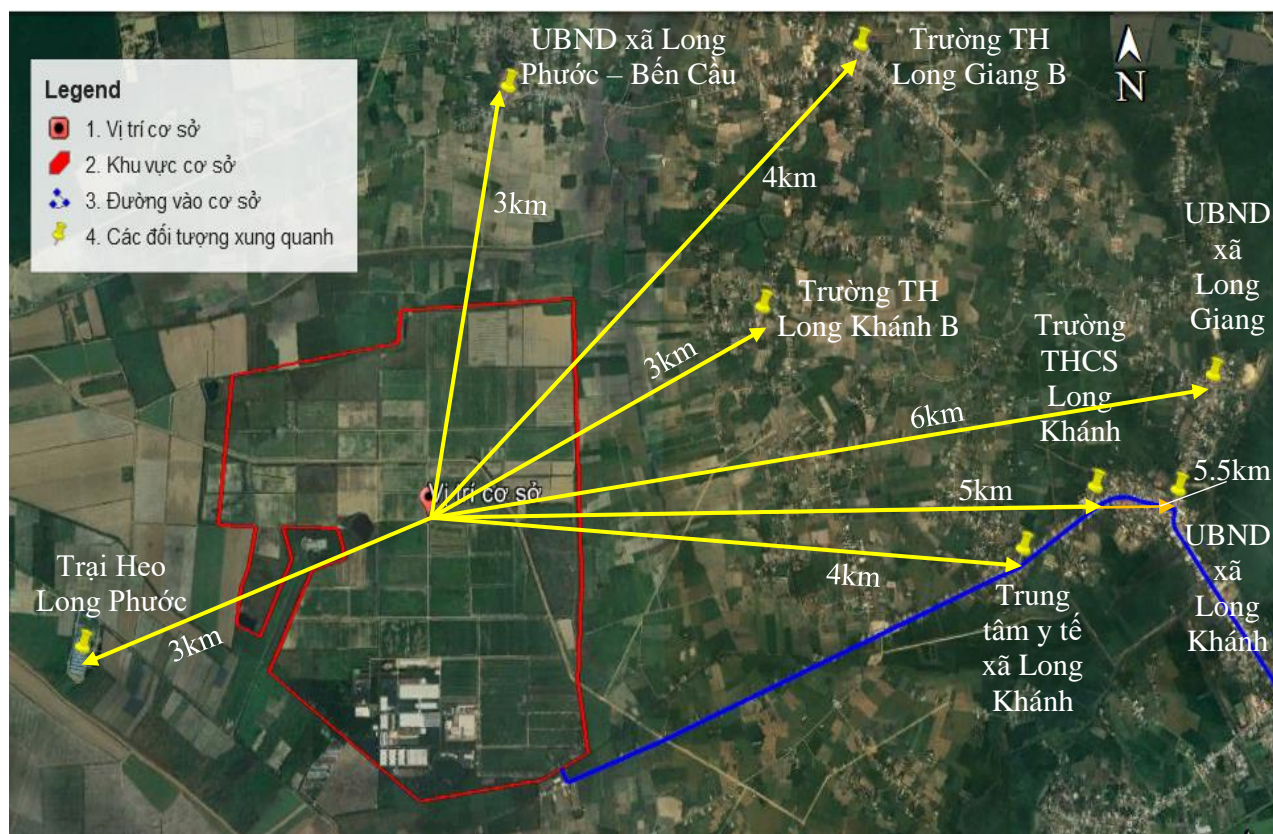 Legend
1. Vị trí cơ sở
2. Khu vực cơ sở
3. Đường vào cơ sở
4. Các đối tượng xung quanh
UBND xã Long
Phước – Bến Cầu
Trường TH
Long Giang B
N
3km
4km
Trường TH
Long Khánh B
3km
UBND
xã
Long
Giang
Trường
THCS
Long
Khánh
6km
Vị trí cơ sở
5km
5.5km
4km
UBND
xã
Long
Khánh
Trung
tâm y tế
xã Long
Khánh
Trại Heo
Long Phước
3km